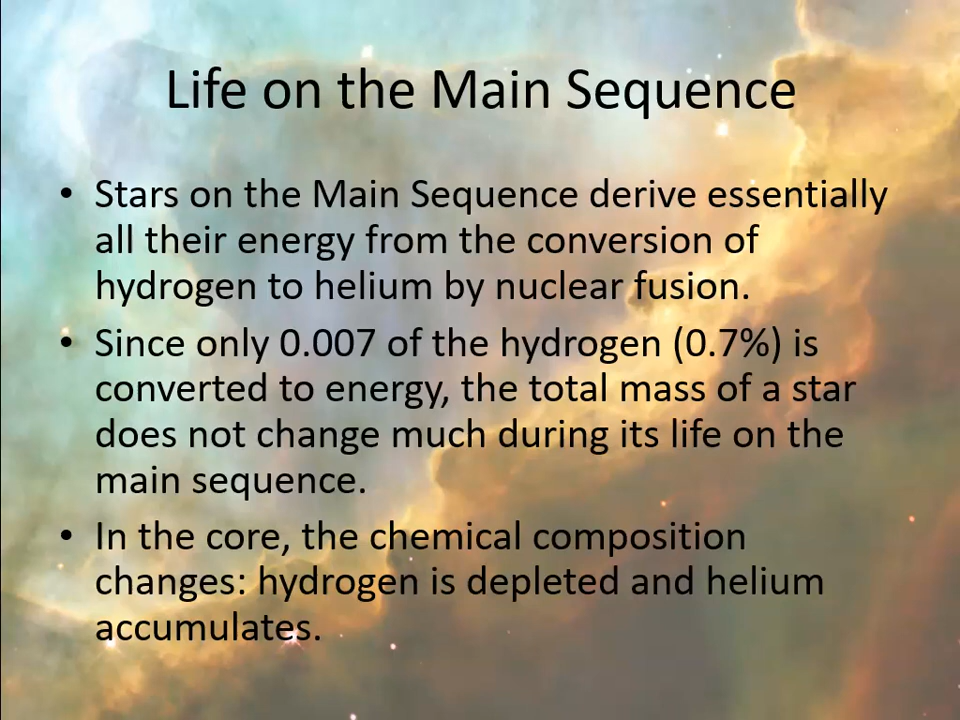 Life on the Main Sequence
• Stars on the Main Sequence derive essentially
all their energy from the conversion of
hydrogen to helium by nuclear fusion.
• Since only 0.007 of the hydrogen (0.7%) is
converted to energy, the total mass of a star
does not change much during its life on the
main sequence.
• In the core, the chemical composition
changes: hydrogen is depleted and helium
accumulates.